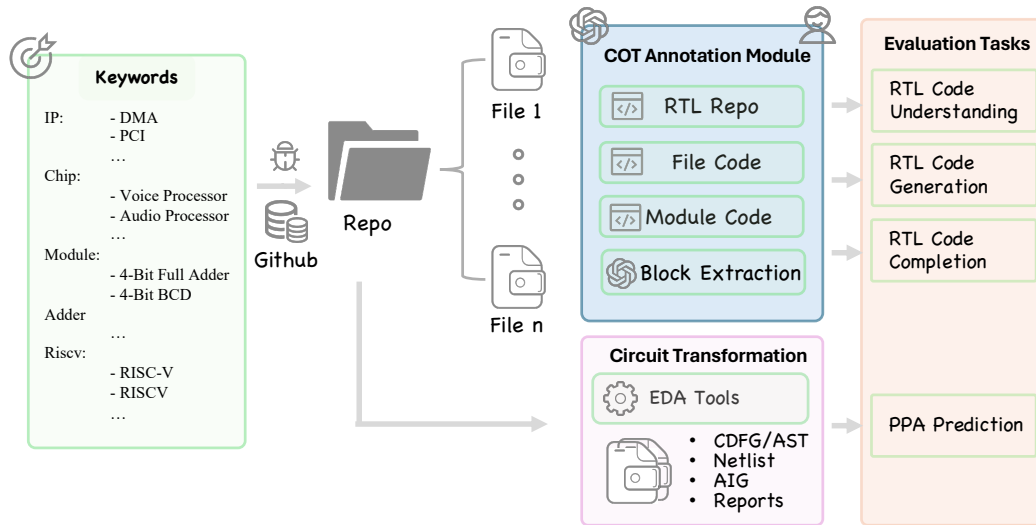 Keywords
IP:
- DMA
- PCI
…
Chip:
- Voice Processor
- Audio Processor
…
Module:
- 4-Bit Full Adder
- 4-Bit BCD
Adder
…
Riscv:
- RISC-V
- RISCV
…
Github
Repo
File 1
File n
COT Annotation Module
</> RTL Repo
</> File Code
</> Module Code
Block Extraction
Circuit Transformation
EDA Tools
• CDFG/AST
• Netlist
• AIG
• Reports
Evaluation Tasks
RTL Code
Understanding
RTL Code
Generation
RTL Code
Completion
PPA Prediction